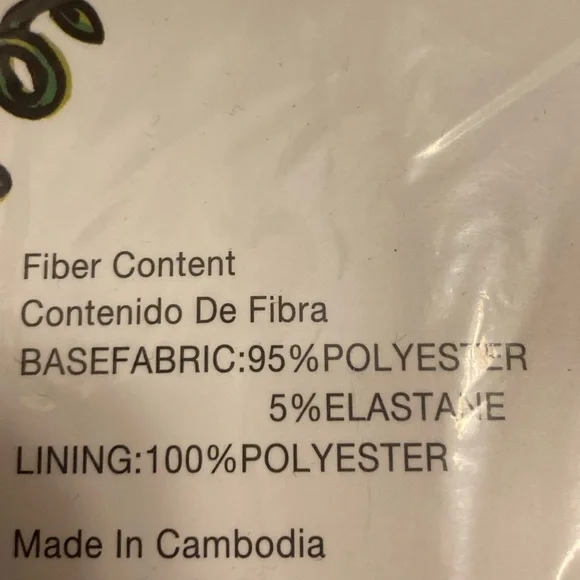 Fiber Content
Contenido De Fibra
BASEFABRIC:95%POLYESTER
5%ELASTANE
LINING:100%POLYESTER
Made In Cambodia